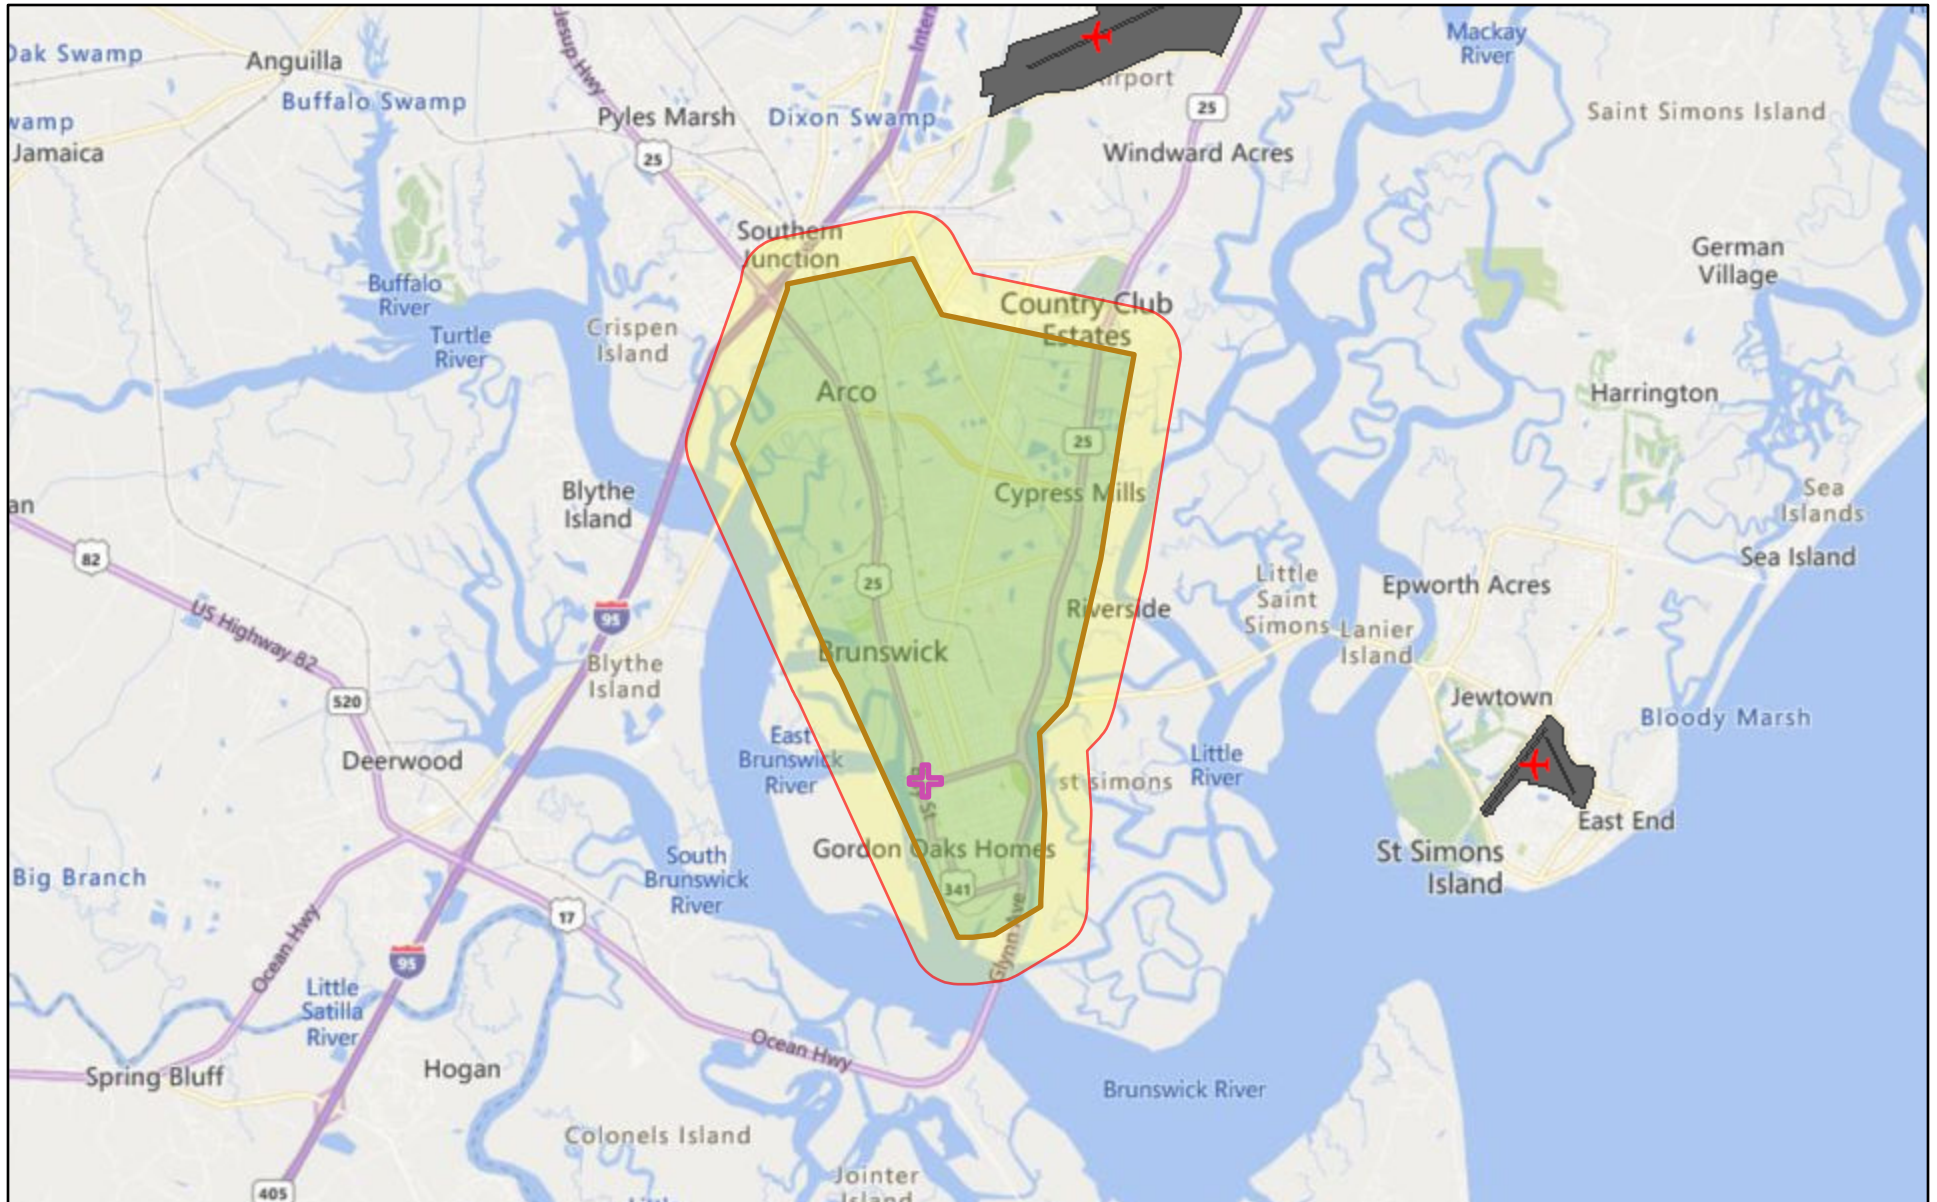 Oak Swamp
Anguilla
Buffalo Swamp
Jamaica
Jesup Hwy
Pyles Marsh
Dixon Swamp
25
25
Windward Acres
Mackay
River
Saint Simons Island
German
Village
Southern
Junction
Buffalo
River
Turtle
River
Crispen
Island
Country Club
Estates
Arco
Harrington
25
Cypress Mills
Blythe
Island
Sea
Islands
Sea Island
82
US Highway 82
95
25
Little
Saint
Simons
Epworth Acres
Riverside
Lanier
Island
Blythe
Island
Brunswick
520
Jewtown
Bloody Marsh
Deerwood
East
Brunswick
River
St
st simons
Little
River
East End
St Simons
Island
Gordon Oaks Homes
341
South
Brunswick
River
Big Branch
17
Ocean Hwy
95
Glynn Ave
Little
Satilla
River
Ocean Hwy
Spring Bluff
Hogan
Brunswick River
Colonels Island
Jointer
Island
405